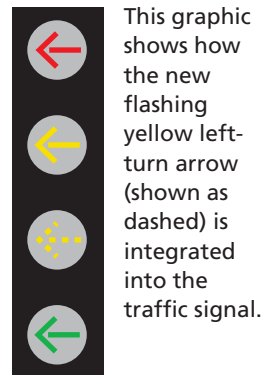 This graphic
shows how
the new
flashing
yellow left-
turn arrow
(shown as
dashed) is
integrated
into the
traffic signal.